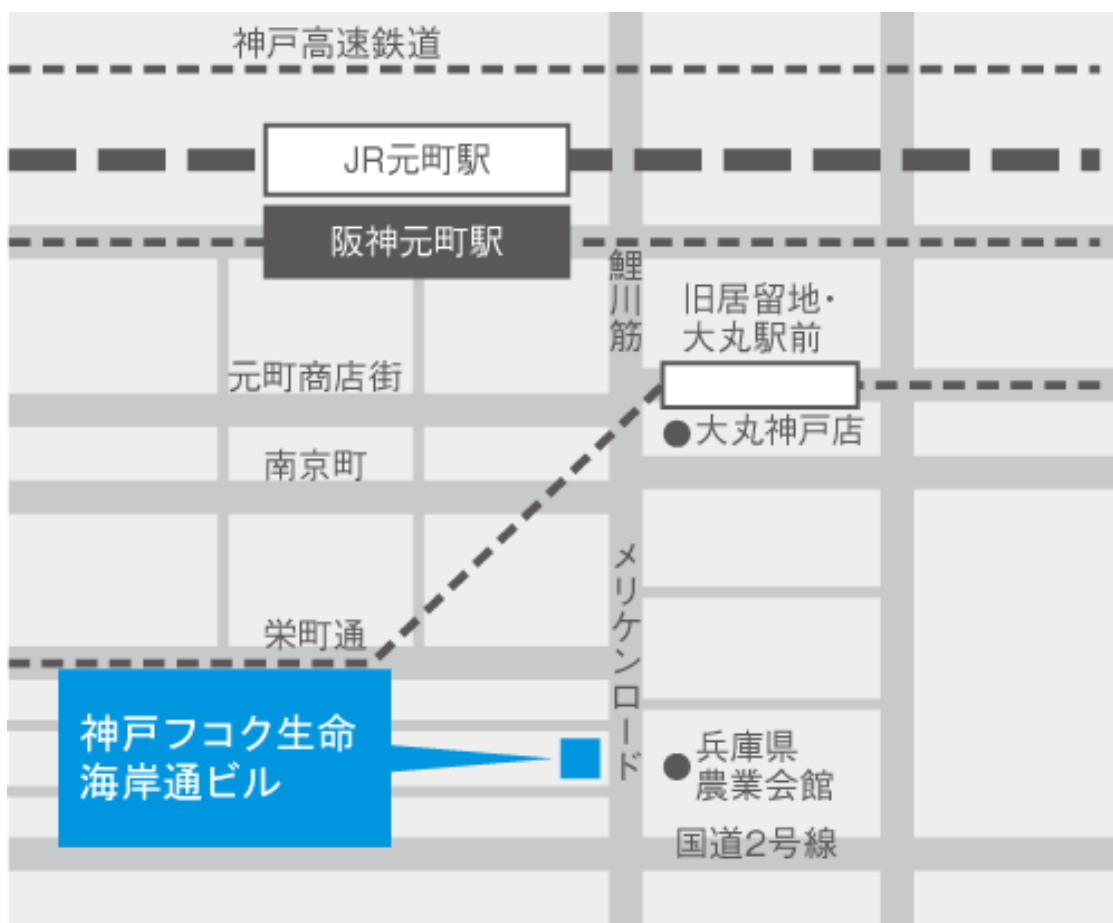 神戸高速鉄道
JR元町駅
阪神元町駅
鯉川筋
旧居留地・
大丸駅前
元町商店街
大丸神戸店
南京町
メリケンロード
栄町通
神戸フコク生命
海岸通ビル
兵庫県
農業会館
国道2号線